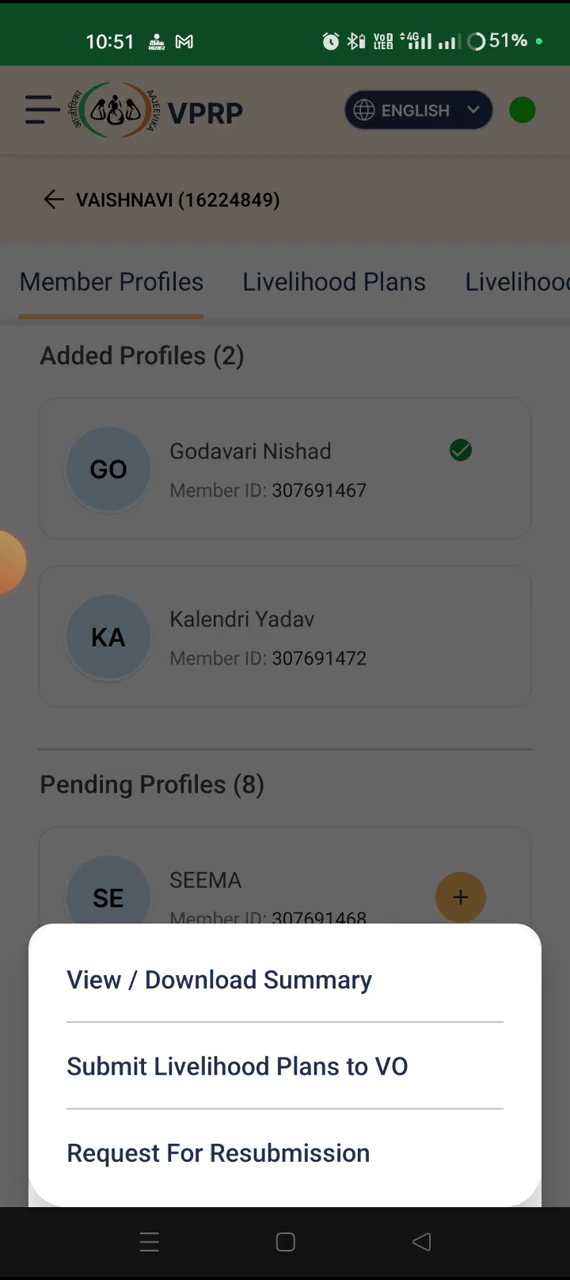 10:51
4G
51%
VPRP
ENGLISH
VAISHNAVI (16224849)
Member Profiles
Livelihood Plans
Livelihood
Added Profiles (2)
GO
Godavari Nishad
Member ID: 307691467
KA
Kalendri Yadav
Member ID: 307691472
Pending Profiles (8)
SE
SEEMA
+
Member ID: 307691468
View / Download Summary
Submit Livelihood Plans to VO
Request For Resubmission